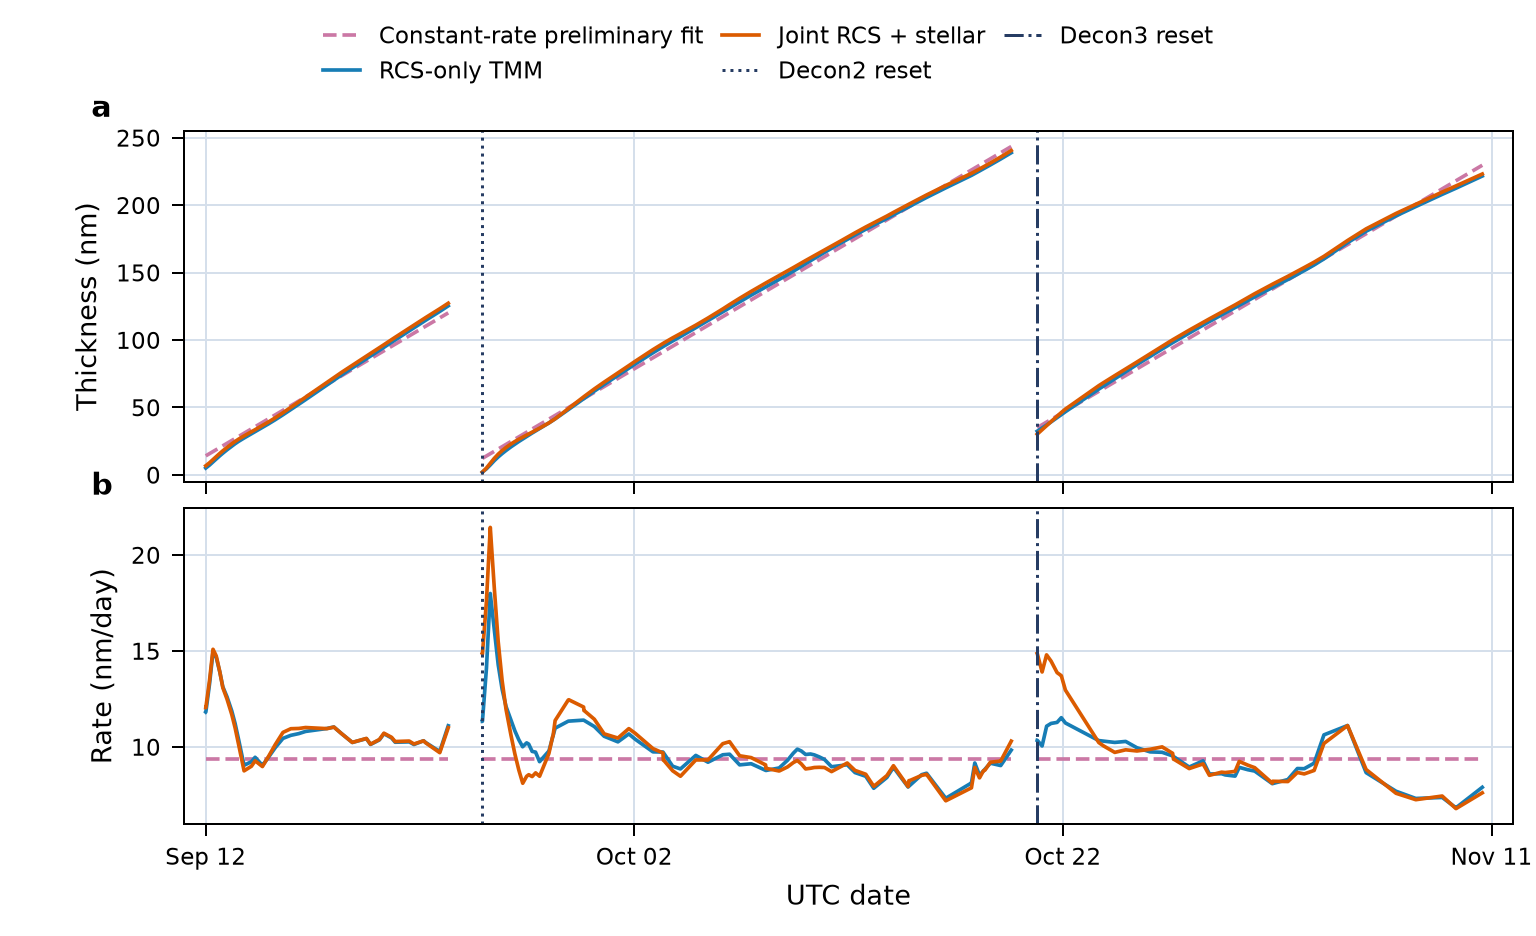 Constant-rate preliminary fit
RCS-only TMM
Joint RCS + stellar
Decon2 reset
Decon3 reset
a
250
200
150
100
50
0
Thickness (nm)
b
20
15
10
Rate (nm/day)
Sep 12
Oct 02
Oct 22
Nov 11
UTC date